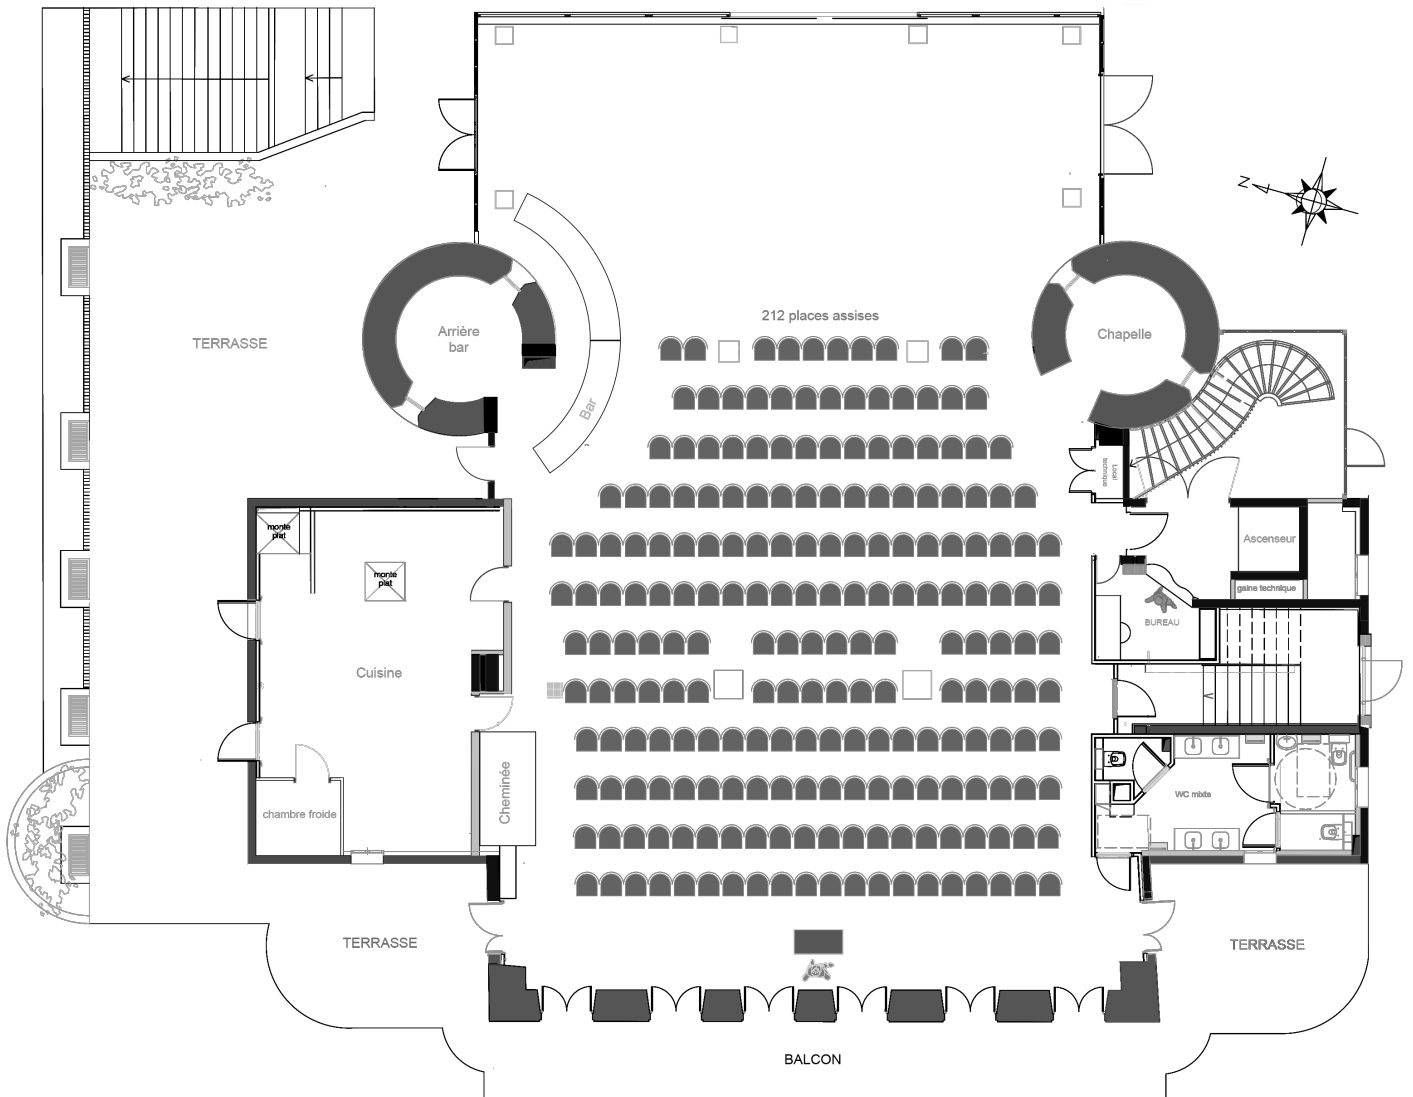 N
212 places assises
TERRASSE
Arrière
bar
Chapelle
Bar
Local
technique
monte
plat
monte
plat
Ascenseur
gaine technique
BUREAU
Cuisine
Cheminée
WC mixte
chambre froide
TERRASSE
TERRASSE
BALCON